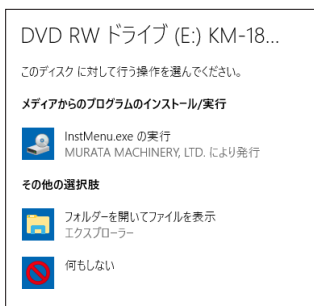 DVD RW ドライブ (E:) KM-18...
このディスク に対して行う操作を選んでください。
メディアからのプログラムのインストール/実行
InstMenu.exe の実行
MURATA MACHINERY, LTD. により発行
その他の選択肢
フォルダーを開いてファイルを表示
エクスプローラー
何もしない